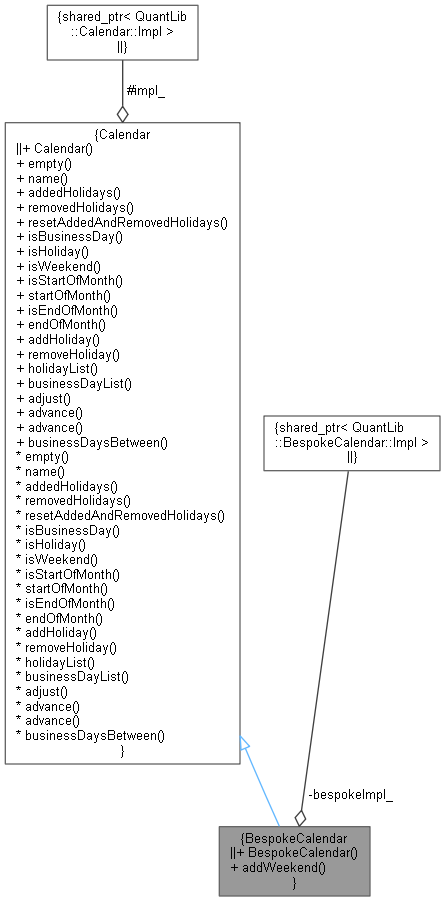 {shared_ptr< QuantLib
::Calendar::Impl >
||}
#impl_
{Calendar
||+ Calendar()
+ empty()
+ name()
+ addedHolidays()
+ removedHolidays()
+ resetAddedAndRemovedHolidays()
+ isBusinessDay()
+ isHoliday()
+ isWeekend()
+ isStartOfMonth()
+ startOfMonth()
+ isEndOfMonth()
+ endOfMonth()
+ addHoliday()
+ removeHoliday()
+ holidayList()
+ businessDayList()
+ adjust()
+ advance()
+ advance()
+ businessDaysBetween()
* empty()
* name()
* addedHolidays()
* removedHolidays()
* resetAddedAndRemovedHolidays()
* isBusinessDay()
* isHoliday()
* isWeekend()
* isStartOfMonth()
* startOfMonth()
* isEndOfMonth()
* endOfMonth()
* addHoliday()
* removeHoliday()
* holidayList()
* businessDayList()
* adjust()
* advance()
* advance()
* businessDaysBetween()
}
{shared_ptr< QuantLib
::BespokeCalendar::Impl >
||}
-bespokeImpl_
{BespokeCalendar
||+ BespokeCalendar()
+ addWeekend()
}